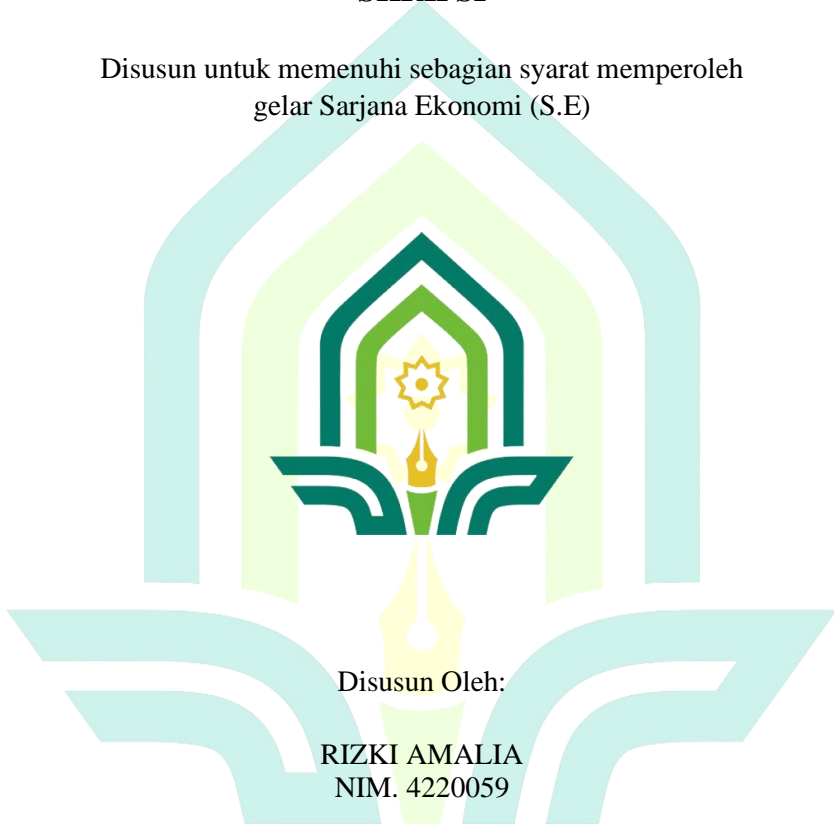 Disusun untuk memenuhi sebagian syarat memperoleh
gelar Sarjana Ekonomi (S.E)
Disusun Oleh:
RIZKI AMALIA
NIM. 4220059